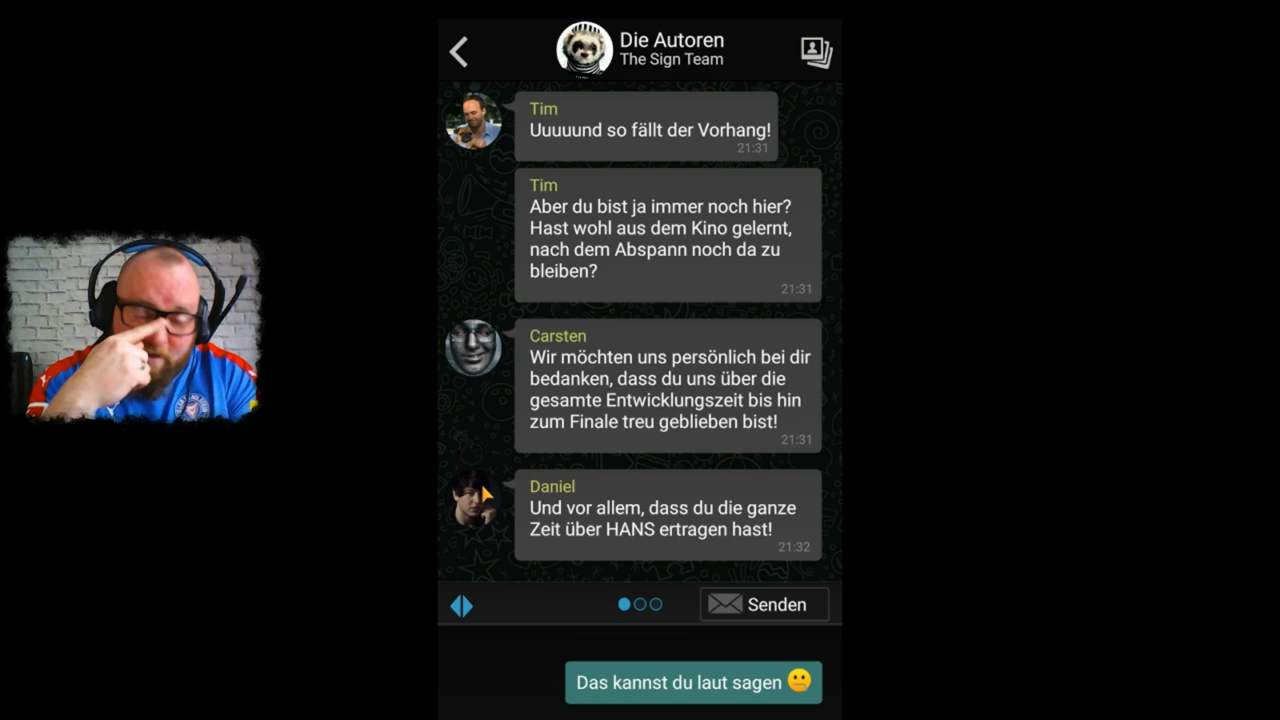 Die Autoren
The Sign Team
Tim
Uuuuund so fällt der Vorhang!
21:31
Tim
Aber du bist ja immer noch hier?
Hast wohl aus dem Kino gelernt,
nach dem Abspann noch da zu
bleiben?
21:31
Carsten
Wir möchten uns persönlich bei dir
bedanken, dass du uns über die
gesamte Entwicklungszeit bis hin
zum Finale treu geblieben bist!
21:31
Daniel
Und vor allem, dass du die ganze
Zeit über HANS ertragen hast!
21:32
Senden
Das kannst du laut sagen 🤐